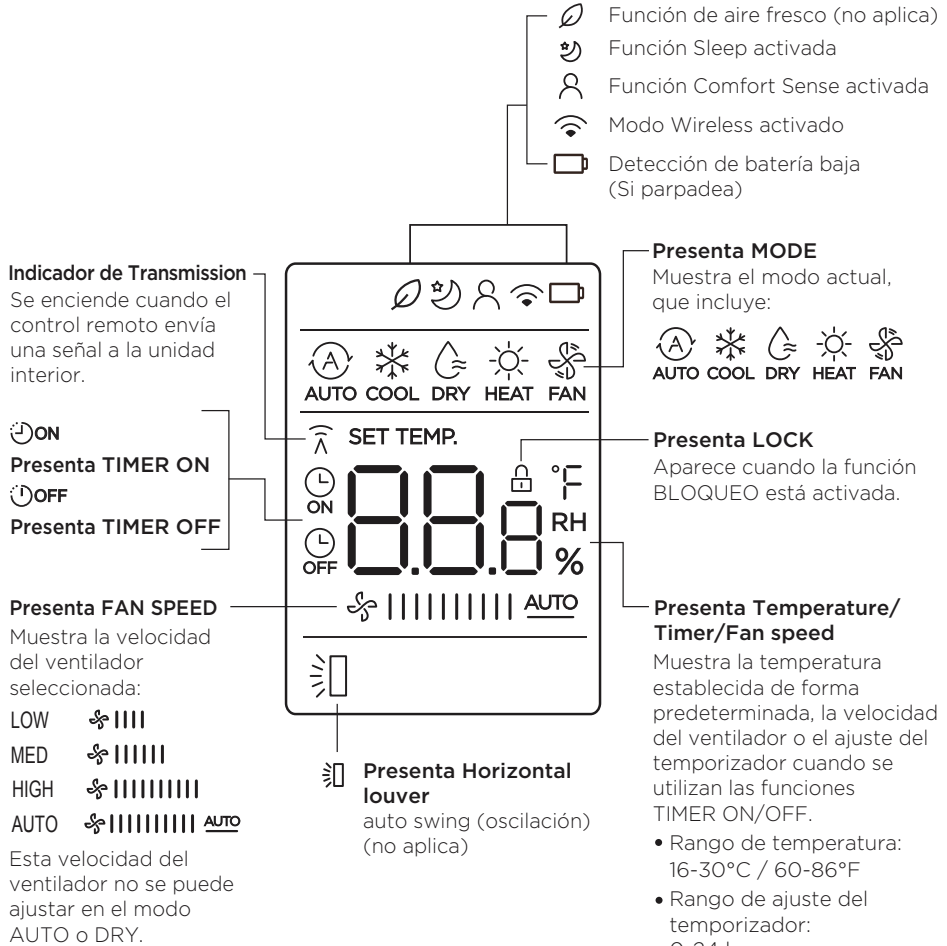 Función de aire fresco (no aplica)
Función Sleep activada
Función Comfort Sense activada
Modo Wireless activado
Detección de batería baja
(Si parpadea)
Indicador de Transmission
Se enciende cuando el
control remoto envía
una señal a la unidad
interior.
ON
Presenta TIMER ON
OFF
Presenta TIMER OFF
Presenta FAN SPEED
Muestra la velocidad
del ventilador
seleccionada:
LOW
MED
HIGH
AUTO AUTO
Esta velocidad del
ventilador no se puede
ajustar en el modo
AUTO o DRY.
A
AUTO COOL DRY HEAT FAN
SET TEMP.
ON
OFF
88.8
°F
RH
%
AUTO
Presenta Horizontal
louver
auto swing (oscilación)
(no aplica)
Presenta MODE
Muestra el modo actual,
que incluye:
A
AUTO COOL DRY HEAT FAN
Presenta LOCK
Aparece cuando la función
BLOQUEO está activada.
Presenta Temperature/
Timer/Fan speed
Muestra la temperatura
establecida de forma
predeterminada, la velocidad
del ventilador o el ajuste del
temporizador cuando se
utilizan las funciones
TIMER ON/OFF.
• Rango de temperatura:
16-30°C / 60-86°F
• Rango de ajuste del
temporizador: